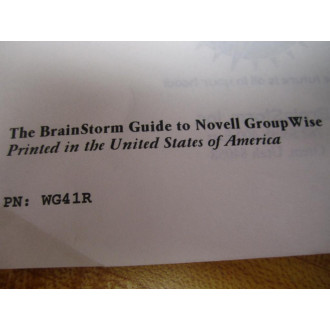 The BrainStorm Guide to Novell GroupWise
Printed in the United States of America
PN: WG41R